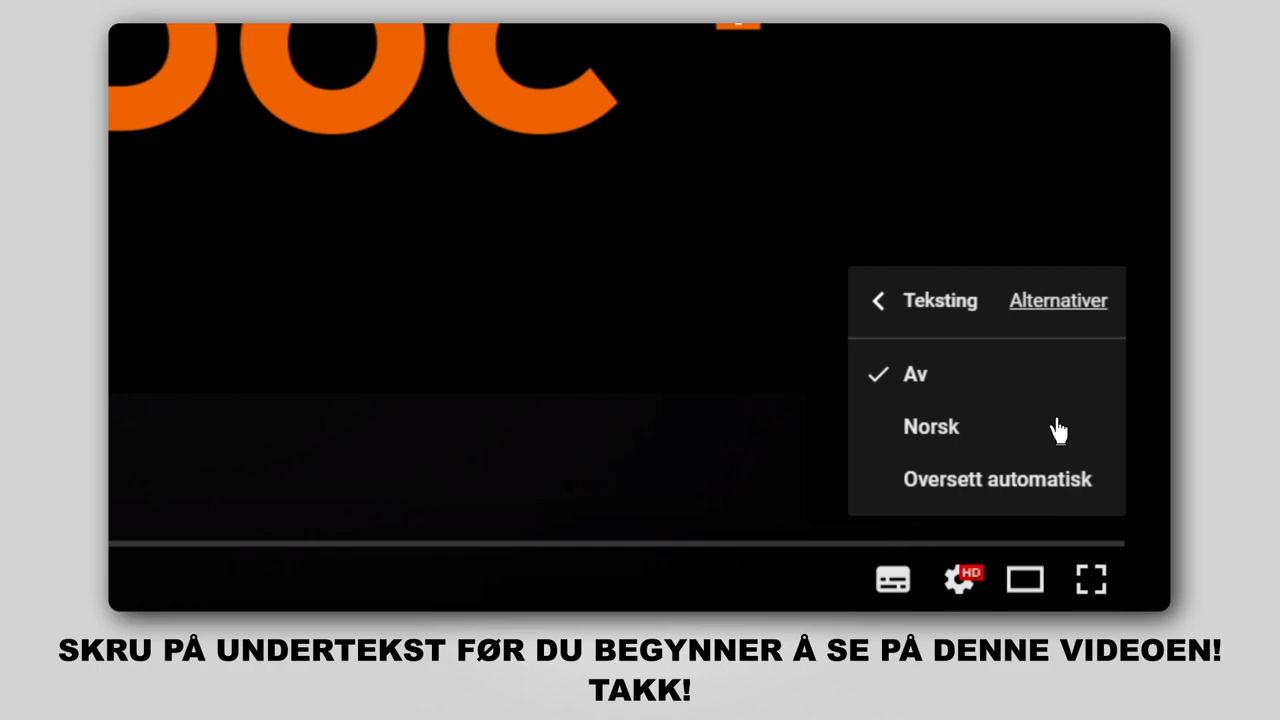 Teksting Alternativer
Av
Norsk
Oversett automatisk
HD
SKRU PÅ UNDERTEKST FØR DU BEGYNNER Å SE PÅ DENNE VIDEOEN!
TAKK!